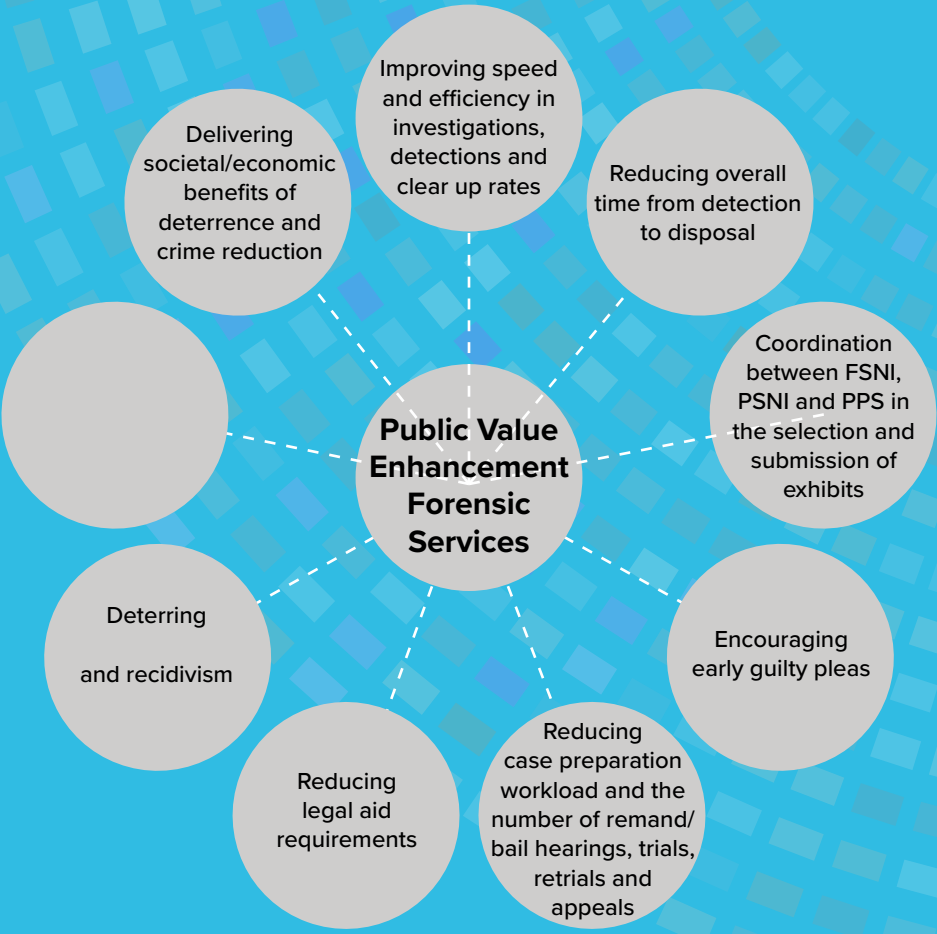 Improving speed
and efficiency in
investigations,
detections and
clear up rates
Delivering
societal/economic
benefits of
deterrence and
crime reduction
Reducing overall
time from detection
to disposal
Coordination
between FSNI,
PSNI and PPS in
the selection and
submission of
exhibits
Public Value
Enhancement
Forensic
Services
Deterring
and recidivism
Encouraging
early guilty pleas
Reducing
legal aid
requirements
Reducing
case preparation
workload and the
number of remand/
bail hearings, trials,
retrials and
appeals